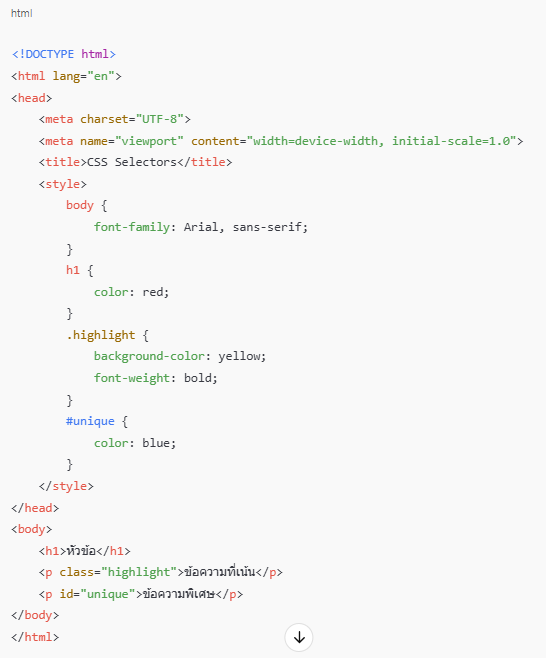 html
<!DOCTYPE html>
<html lang="en">
<head>
    <meta charset="UTF-8">
    <meta name="viewport" content="width=device-width, initial-scale=1.0">
    <title>CSS Selectors</title>
    <style>
        body {
            font-family: Arial, sans-serif;
        }
        h1 {
            color: red;
        }
        .highlight {
            background-color: yellow;
            font-weight: bold;
        }
        #unique {
            color: blue;
        }
    </style>
</head>
<body>
    <h1>หัวข้อ</h1>
    <p class="highlight">ข้อความที่เน้น</p>
    <p id="unique">ข้อความพิเศษ</p>
</body>
</html>